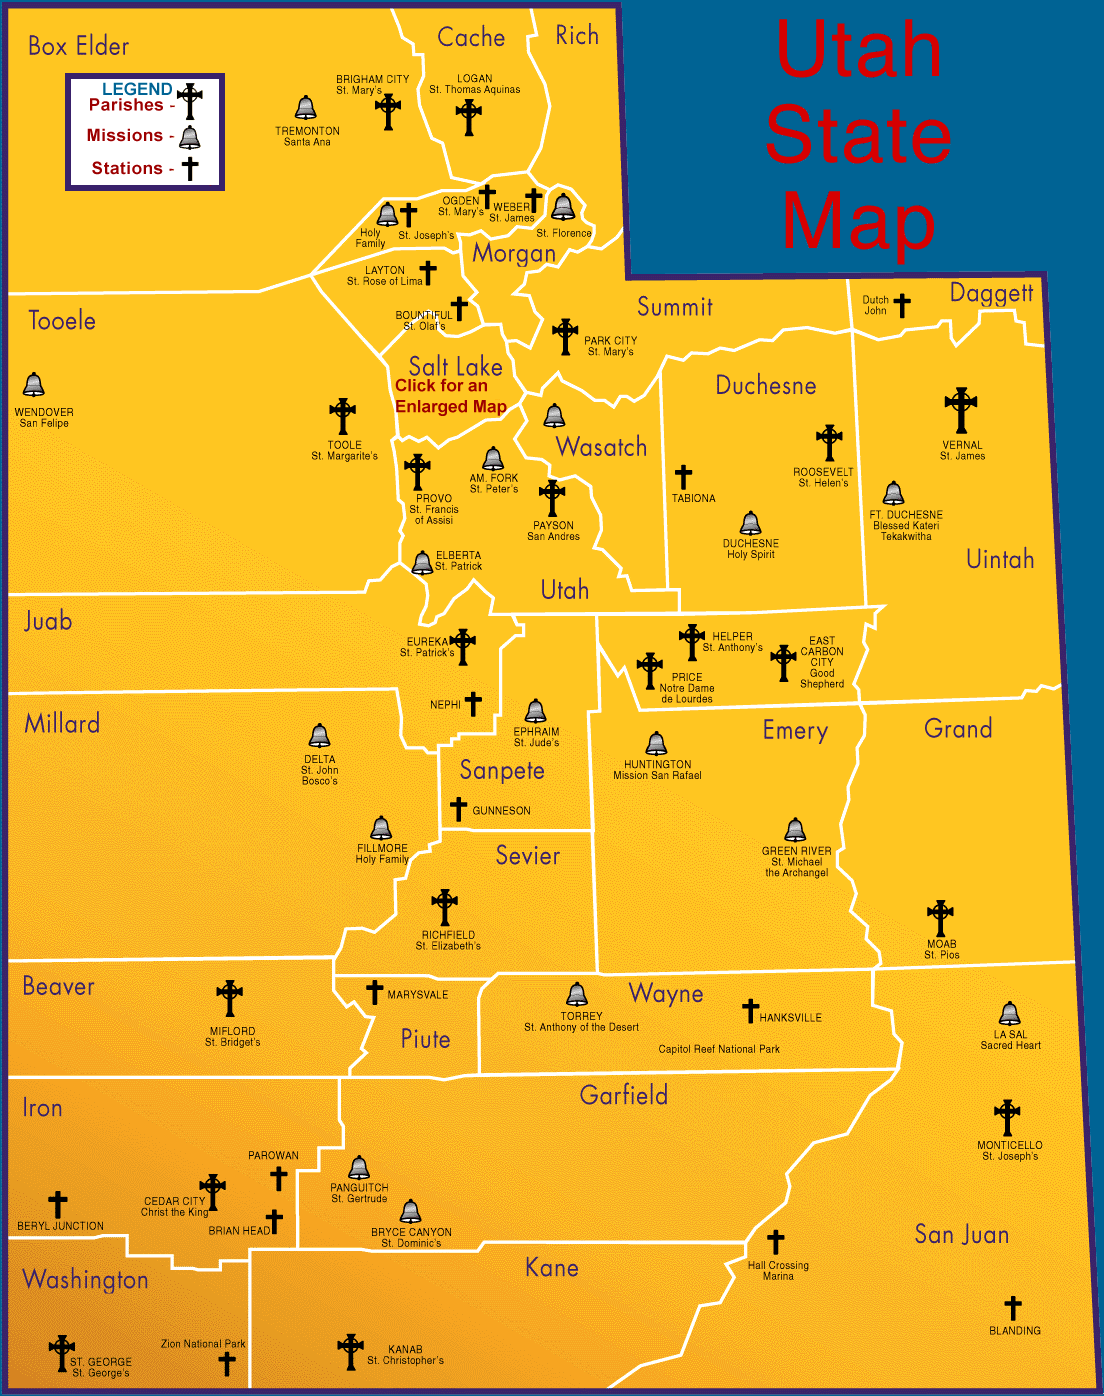 Utah
State
Map
Box Elder
Cache
Rich
LEGEND
Parishes -
Missions -
Stations -
BRIGHAM CITY
St. Mary's
LOGAN
St. Thomas Aquinas
TREMONTON
Santa Ana
OGDEN
St. Mary's
WEBER
St. James
St. Florence
Holy
Family
St. Joseph's
Morgan
LAYTON
St. Rose of Lima
BOUNTIFUL
St. Olaf's
Summit
Daggett
Dutch
John
Tooele
PARK CITY
St. Mary's
Salt Lake
Click for an
Enlarged Map
Duchesne
WENDOVER
San Felipe
TOOLE
St. Margarite's
Wasatch
VERNAL
St. James
ROOSEVELT
St. Helen's
AM. FORK
St. Peter's
TABIONA
PROVO
St. Francis
of Assisi
PAYSON
San Andres
FT. DUCHESNE
Blessed Kateri
Tekakwitha
DUCHESNE
Holy Spirit
ELBERTA
St. Patrick
Uintah
Utah
Juab
EUREKA
St. Patrick's
HELPER
St. Anthony's
EAST
CARBON
CITY
Good
Shepherd
PRICE
Notre Dame
de Lourdes
NEPHI
Millard
EPHRAIM
St. Jude's
Emery
Grand
DELTA
St. John
Bosco's
Sanpete
HUNTINGTON
Mission San Rafael
GUNNESON
FILLMORE
Holy Family
Sevier
GREEN RIVER
St. Michael
the Archangel
RICHFIELD
St. Elizabeth's
MOAB
St. Pios
Beaver
MARYSVALE
Wayne
MIFLORD
St. Bridget's
Piute
TORREY
St. Anthony of the Desert
HANKSVILLE
Capitol Reef National Park
LA SAL
Sacred Heart
Iron
Garfield
MONTICELLO
St. Joseph's
PAROWAN
CEDAR CITY
Christ the King
PANGUITCH
St. Gertrude
BERYL JUNCTION
BRIAN HEAD
BRYCE CANYON
St. Dominic's
San Juan
Washington
Kane
Hall Crossing
Marina
BLANDING
Zion National Park
ST. GEORGE
St. George's
KANAB
St. Christopher's